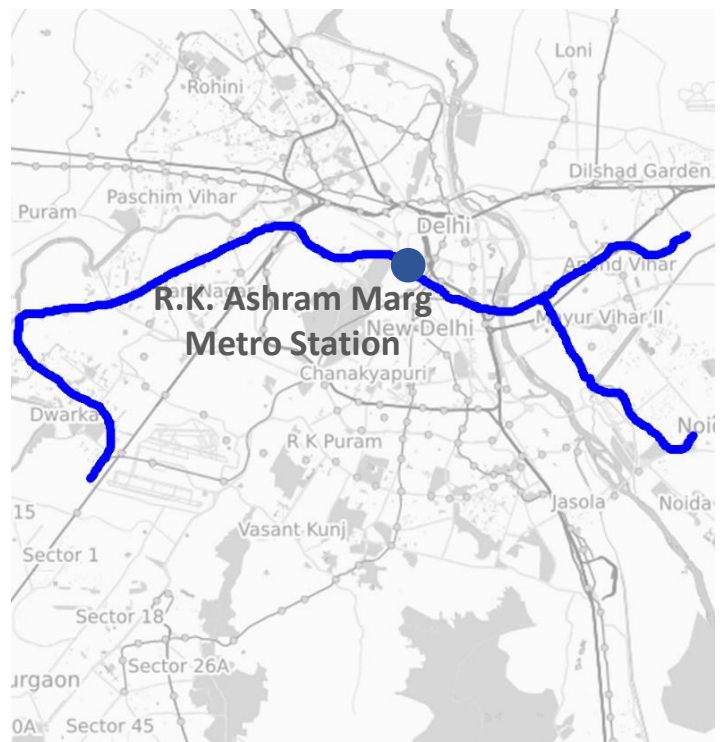 Loni
Rohini
Dilshad Garden
Paschim Vihar
Puram
Delhi
Anand Vihar
R.K. Ashram Marg
Metro Station
New Delhi
Mayur Vihar II
Chanakyapuri
Dwarka
R K Puram
Noid
Jasola
Noida
15
Vasant Kunj
Sector 1
Sector 18
Sector 26A
urgaon
0A
Sector 45